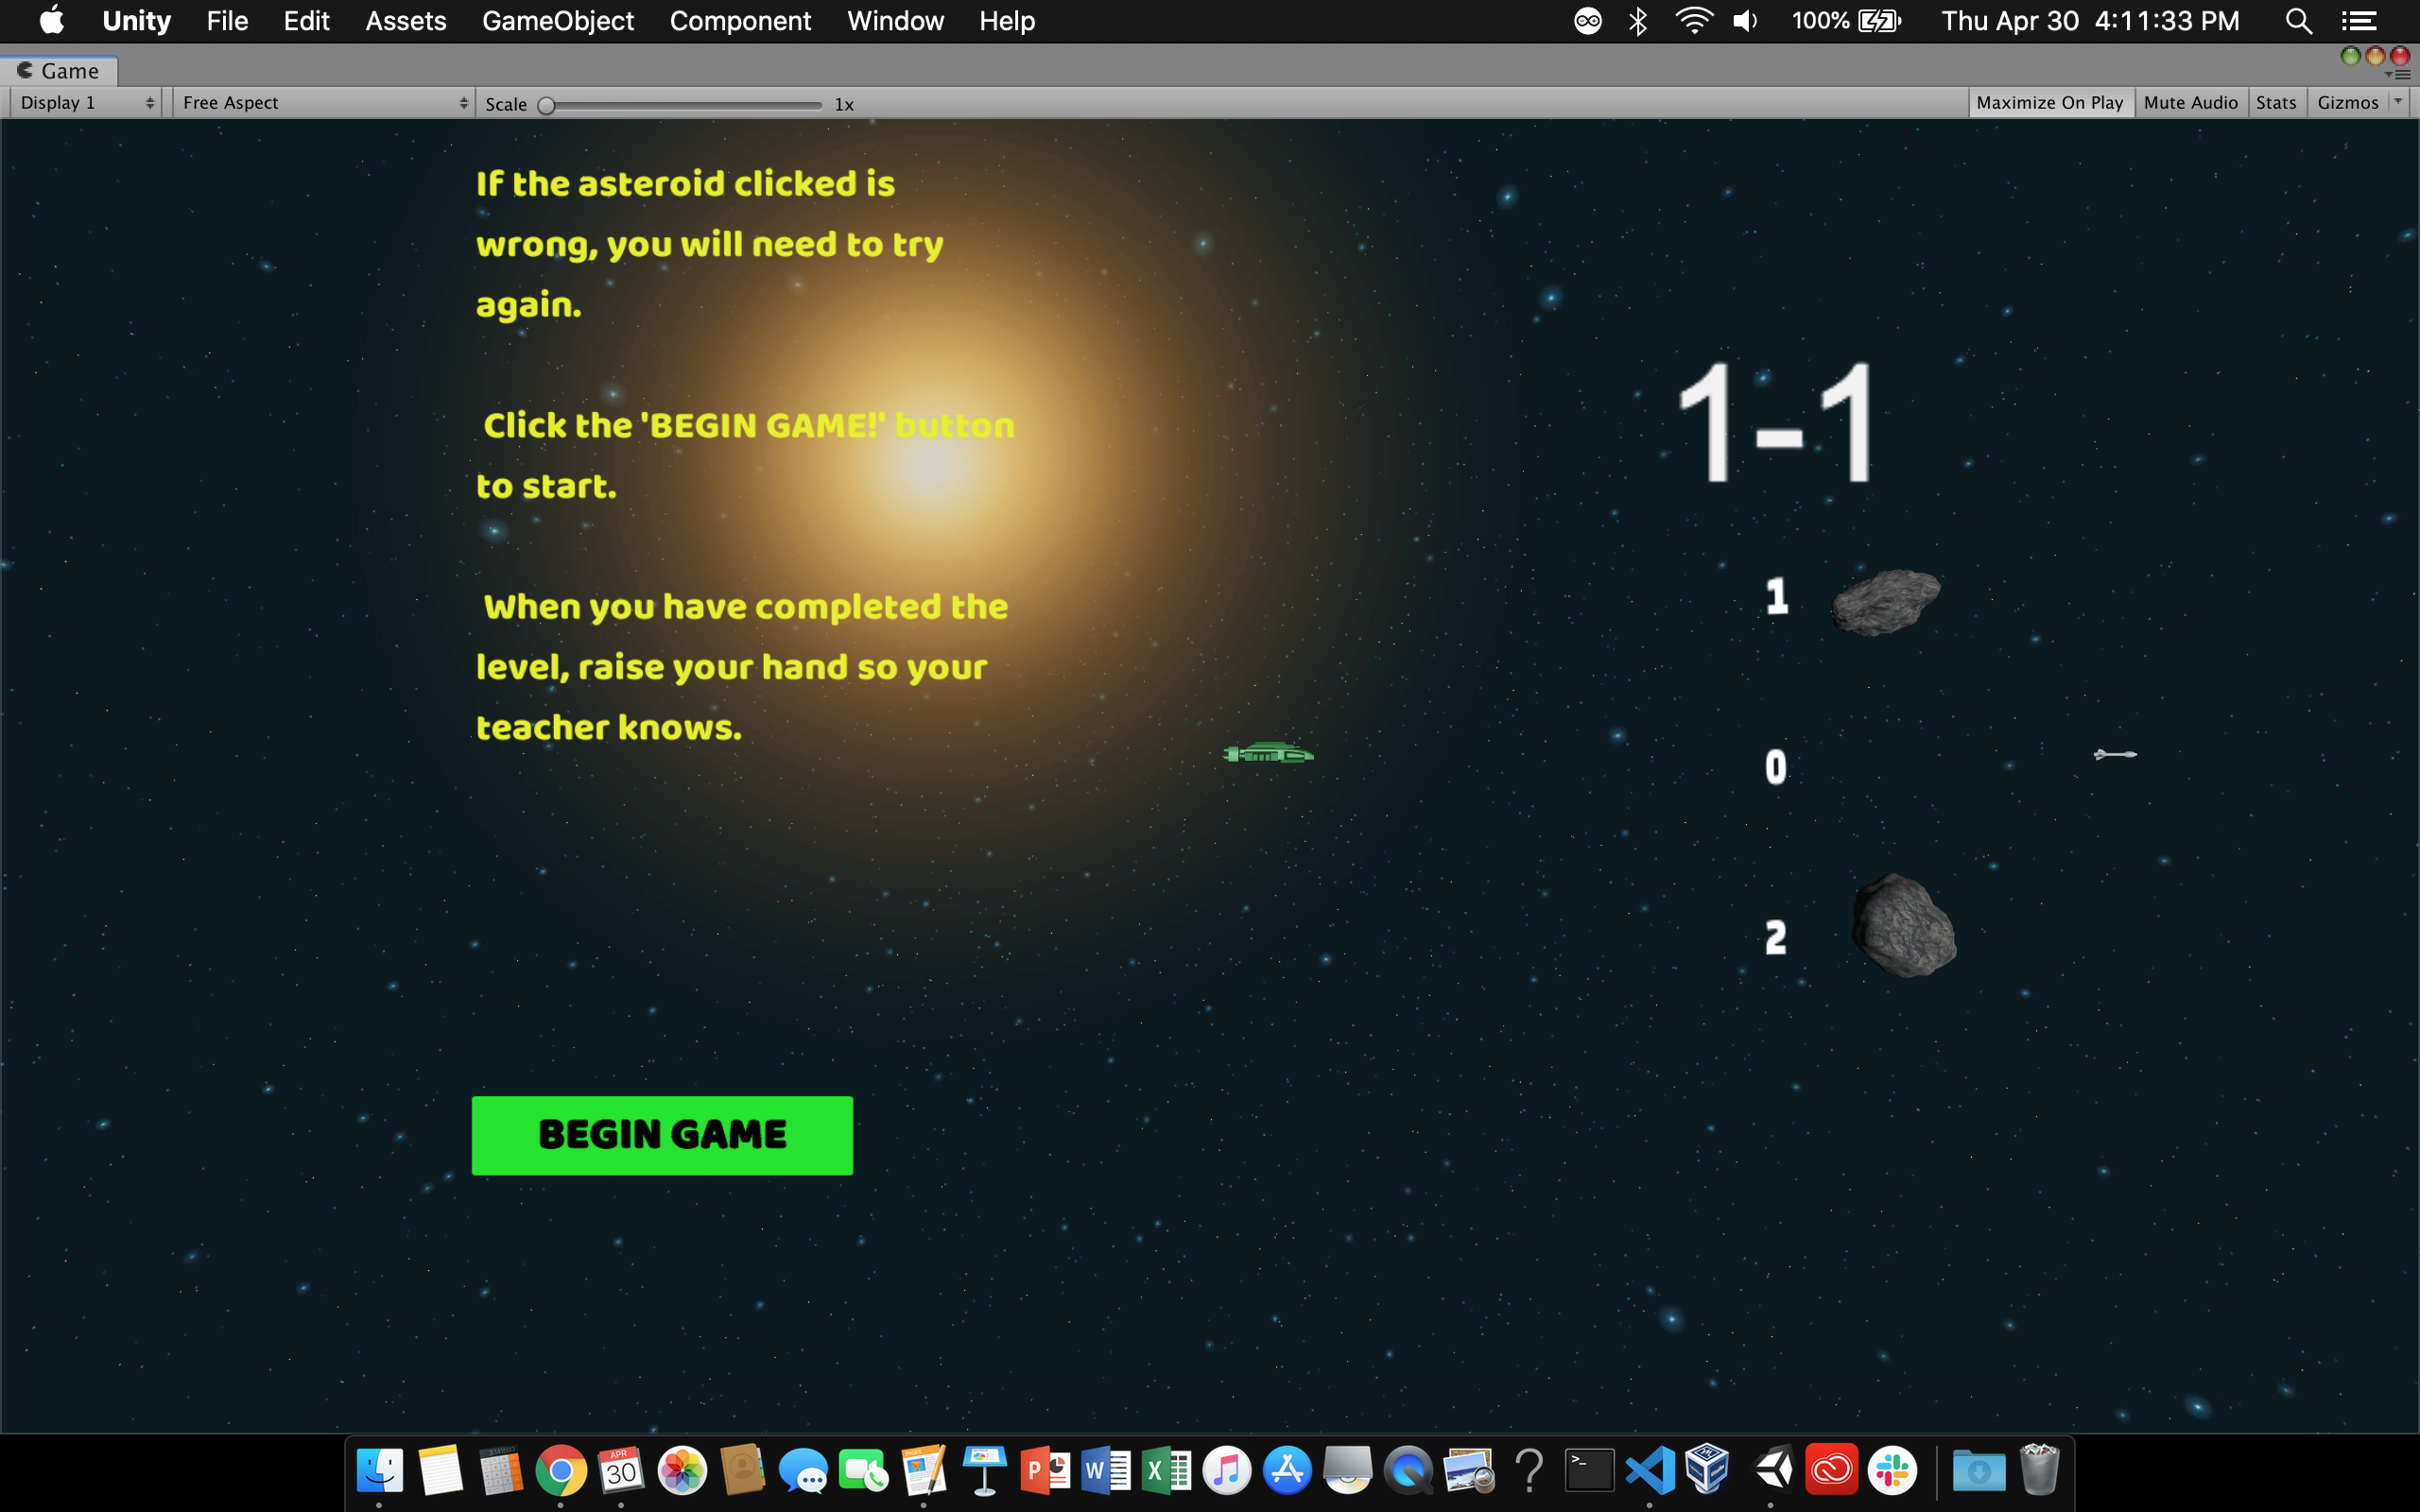 Unity File Edit Assets GameObject Component Window Help 100% Thu Apr 30 4:11:33 PM
Game
Display 1 Free Aspect Scale 1x Maximize On Play Mute Audio Stats Gizmos
If the asteroid clicked is
wrong, you will need to try
again.
Click the 'BEGIN GAME!' button
to start.
When you have completed the
level, raise your hand so your
teacher knows.
1-1
1
0
2
BEGIN GAME
APR
30
P W X